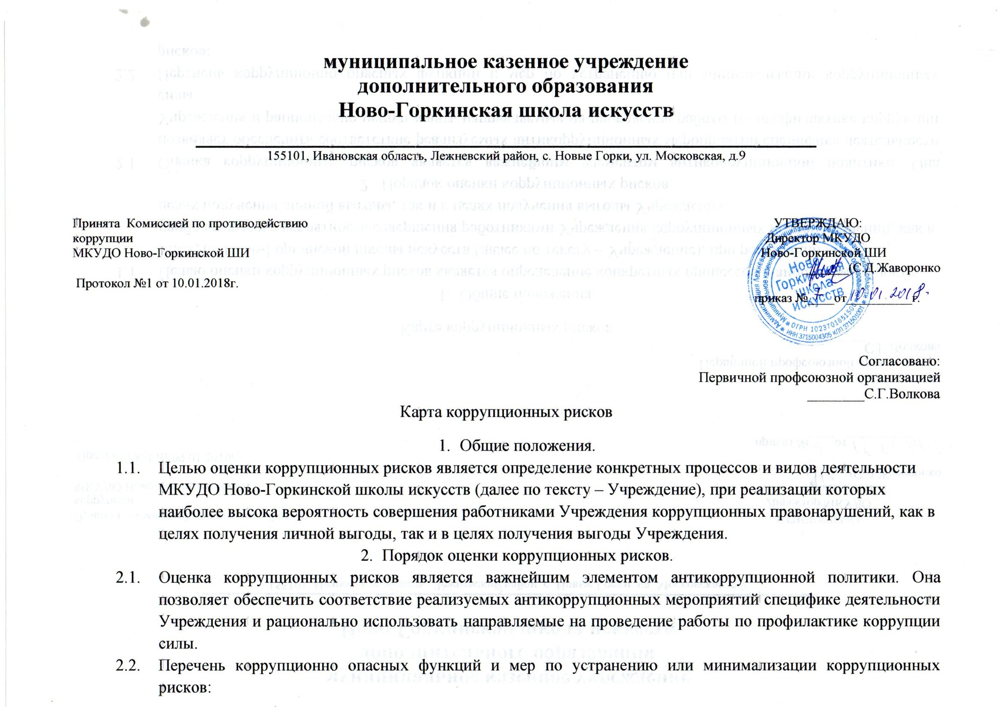 муниципальное казенное учреждение
дополнительного образования
Ново-Горкинская школа искусств
155101, Ивановская область, Лежневский район, с. Новые Горки, ул. Московская, д.9
Принята Комиссией по противодействию
коррупции
МКУДО Ново-Горкинской ШИ
Протокол №1 от 10.01.2018г.
УТВЕРЖДАЮ:
Директор МКУДО
Ново-Горкинской ШИ
(С.Д.Жаворонко
приказ № 7 от 10.01.2018 г.
Ново-
Горкинская
школа
искусств
ОГРН 1023701651500
ИНН 3715004305 КПП 371501001
Согласовано:
Первичной профсоюзной организацией
________С.Г.Волкова
Карта коррупционных рисков
1. Общие положения.
1.1. Целью оценки коррупционных рисков является определение конкретных процессов и видов деятельности
МКУДО Ново-Горкинской школы искусств (далее по тексту – Учреждение), при реализации которых
наиболее высока вероятность совершения работниками Учреждения коррупционных правонарушений, как в
целях получения личной выгоды, так и в целях получения выгоды Учреждения.
2. Порядок оценки коррупционных рисков.
2.1. Оценка коррупционных рисков является важнейшим элементом антикоррупционной политики. Она
позволяет обеспечить соответствие реализуемых антикоррупционных мероприятий специфике деятельности
Учреждения и рационально использовать направляемые на проведение работы по профилактике коррупции
силы.
2.2. Перечень коррупционно опасных функций и мер по устранению или минимализации коррупционных
рисков: